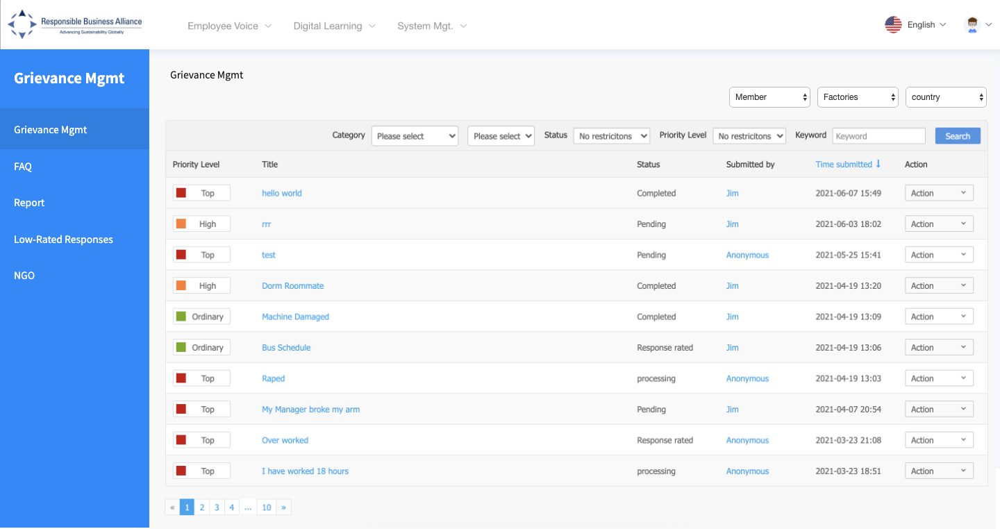 Responsible Business Alliance
Advancing Sustainability Globally
Employee Voice Digital Learning System Mgt. English
Grievance Mgmt
Grievance Mgmt
FAQ
Report
Low-Rated Responses
NGO
Grievance Mgmt
Member Factories country
Category Please select Please select Status No restricitons Priority Level No restricitons Keyword Keyword Search
Priority Level Title Status Submitted by Time submitted ↓ Action
Top hello world Completed Jim 2021-06-07 15:49 Action
High rrr Pending Jim 2021-06-03 18:02 Action
Top test Pending Anonymous 2021-05-25 15:41 Action
High Dorm Roommate Completed Jim 2021-04-19 13:20 Action
Ordinary Machine Damaged Completed Jim 2021-04-19 13:09 Action
Ordinary Bus Schedule Response rated Jim 2021-04-19 13:06 Action
Top Raped processing Anonymous 2021-04-19 13:03 Action
Top My Manager broke my arm Pending Jim 2021-04-07 20:54 Action
Top Over worked Response rated Anonymous 2021-03-23 21:08 Action
Top I have worked 18 hours processing Anonymous 2021-03-23 18:51 Action
« 1 2 3 4 ... 10 »